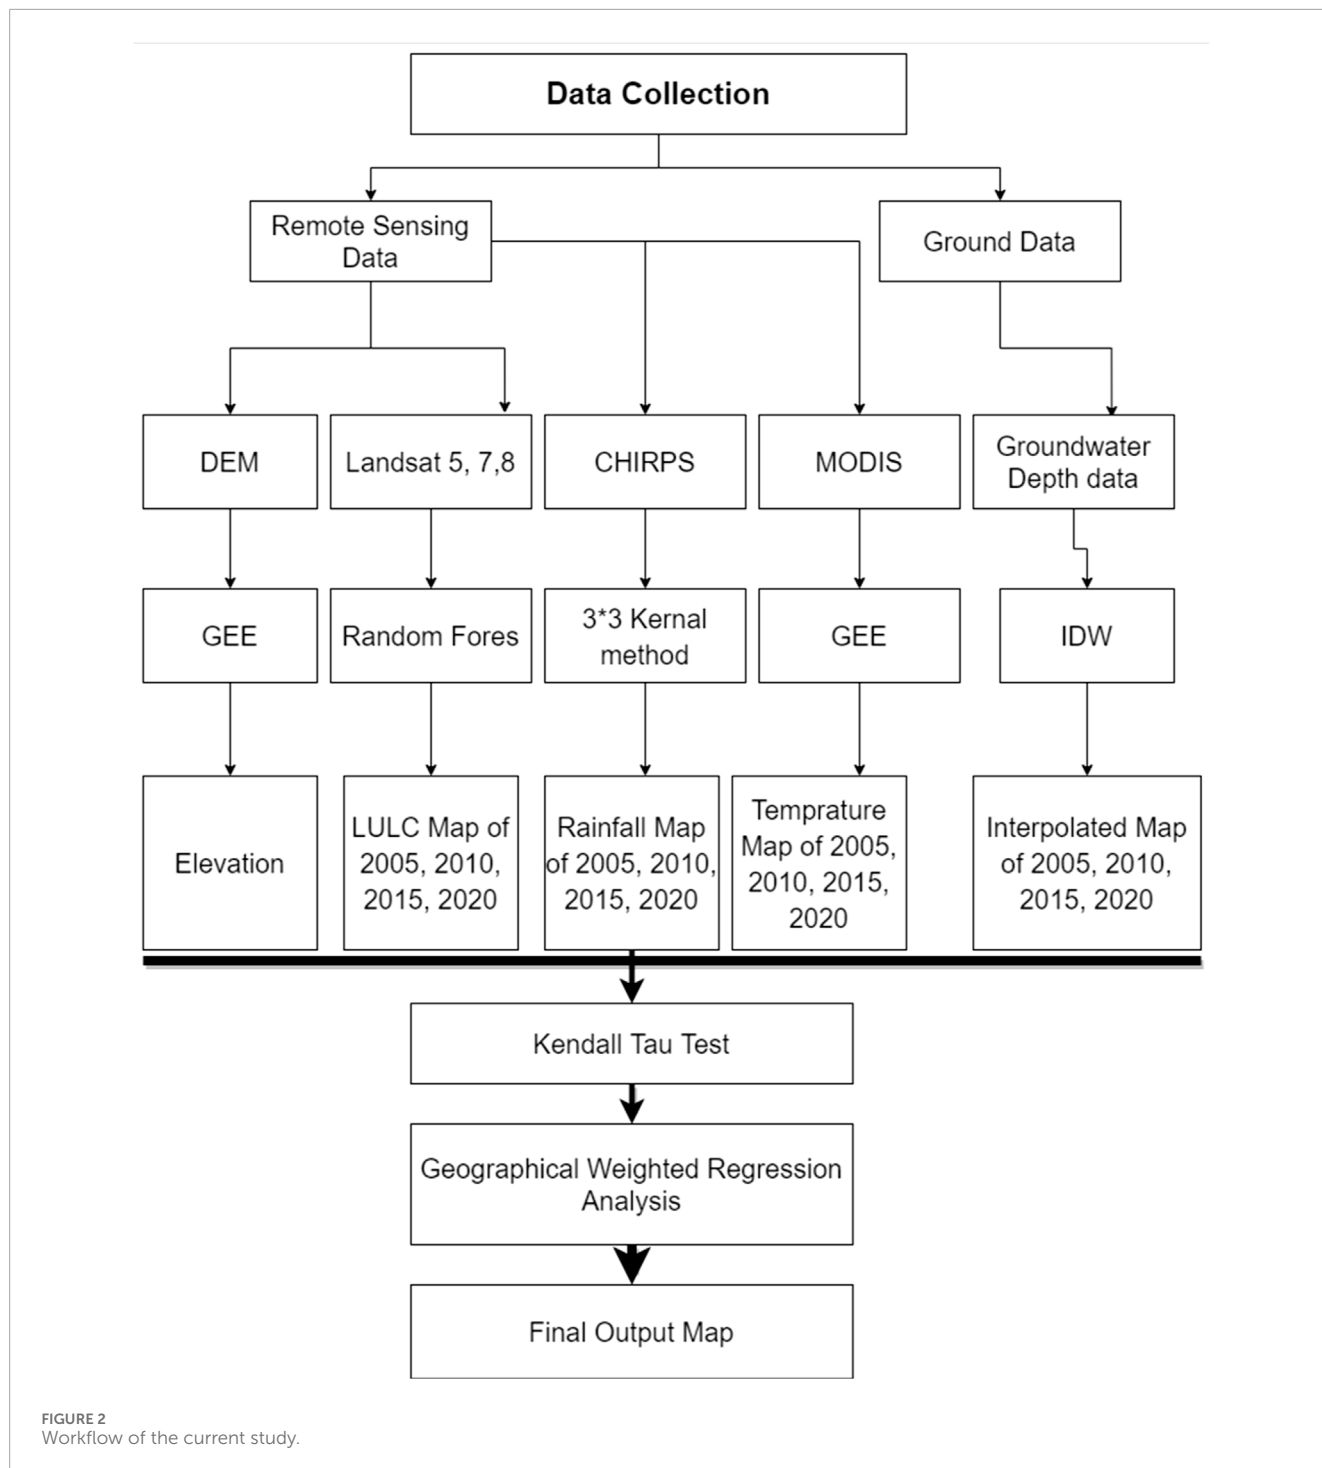 Data Collection
Remote Sensing
Data
Ground Data
DEM
Landsat 5, 7,8
CHIRPS
MODIS
Groundwater
Depth data
GEE
Random Fores
3*3 Kernal
method
GEE
IDW
Elevation
LULC Map of
2005, 2010,
2015, 2020
Rainfall Map
of 2005, 2010,
2015, 2020
Temprature
Map of 2005,
2010, 2015,
2020
Interpolated Map
of 2005, 2010,
2015, 2020
Kendall Tau Test
Geographical Weighted Regression
Analysis
Final Output Map
FIGURE 2
Workflow of the current study.